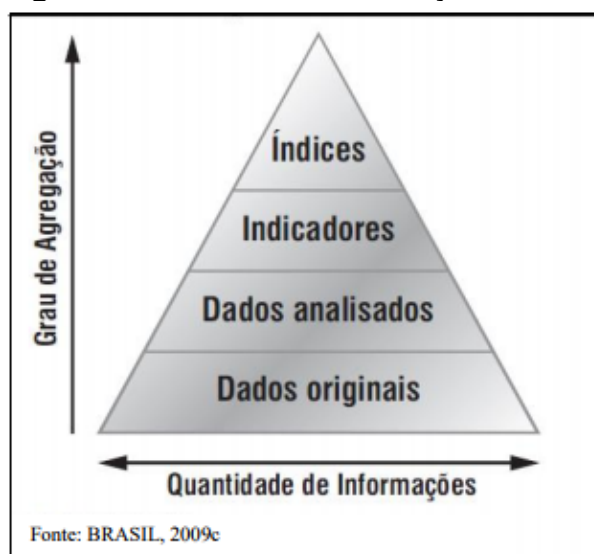 Grau de Agregação
Índices
Indicadores
Dados analisados
Dados originais
Quantidade de Informações
Fonte: BRASIL, 2009c